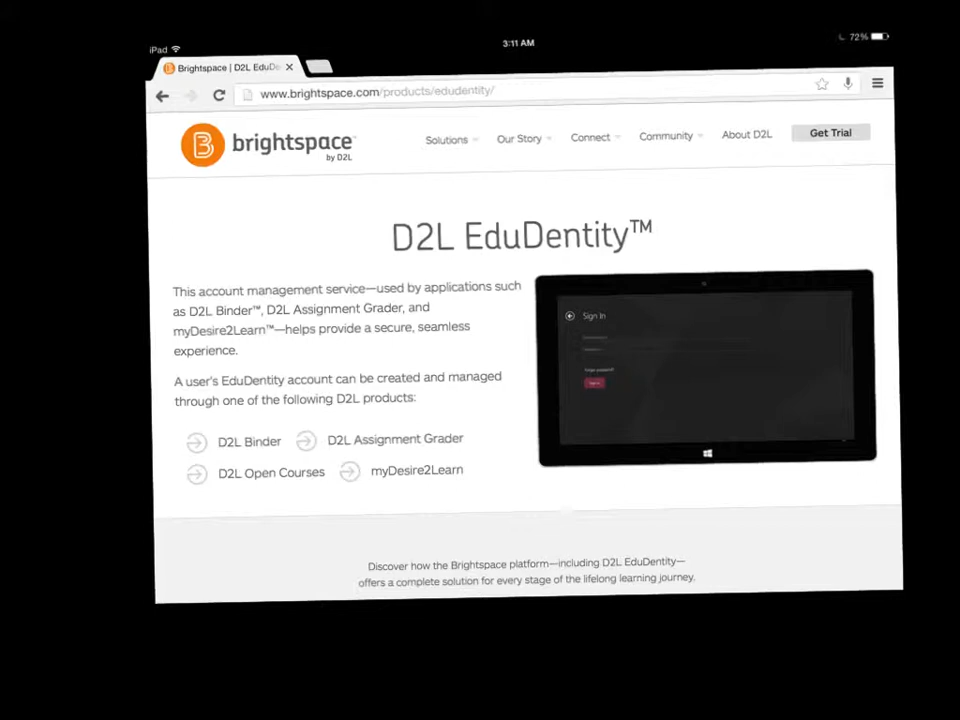 iPad
3:11 AM
72%
Brightspace | D2L EduDe
www.brightspace.com/products/edudentity/
brightspace™
by D2L
Solutions
Our Story
Connect
Community
About D2L
Get Trial
D2L EduDentity™
This account management service—used by applications such
as D2L Binder™, D2L Assignment Grader, and
myDesire2Learn™—helps provide a secure, seamless
experience.
A user's EduDentity account can be created and managed
through one of the following D2L products:
D2L Binder
D2L Assignment Grader
D2L Open Courses
myDesire2Learn
Sign In
Forgot password?
Discover how the Brightspace platform—including D2L EduDentity—
offers a complete solution for every stage of the lifelong learning journey.